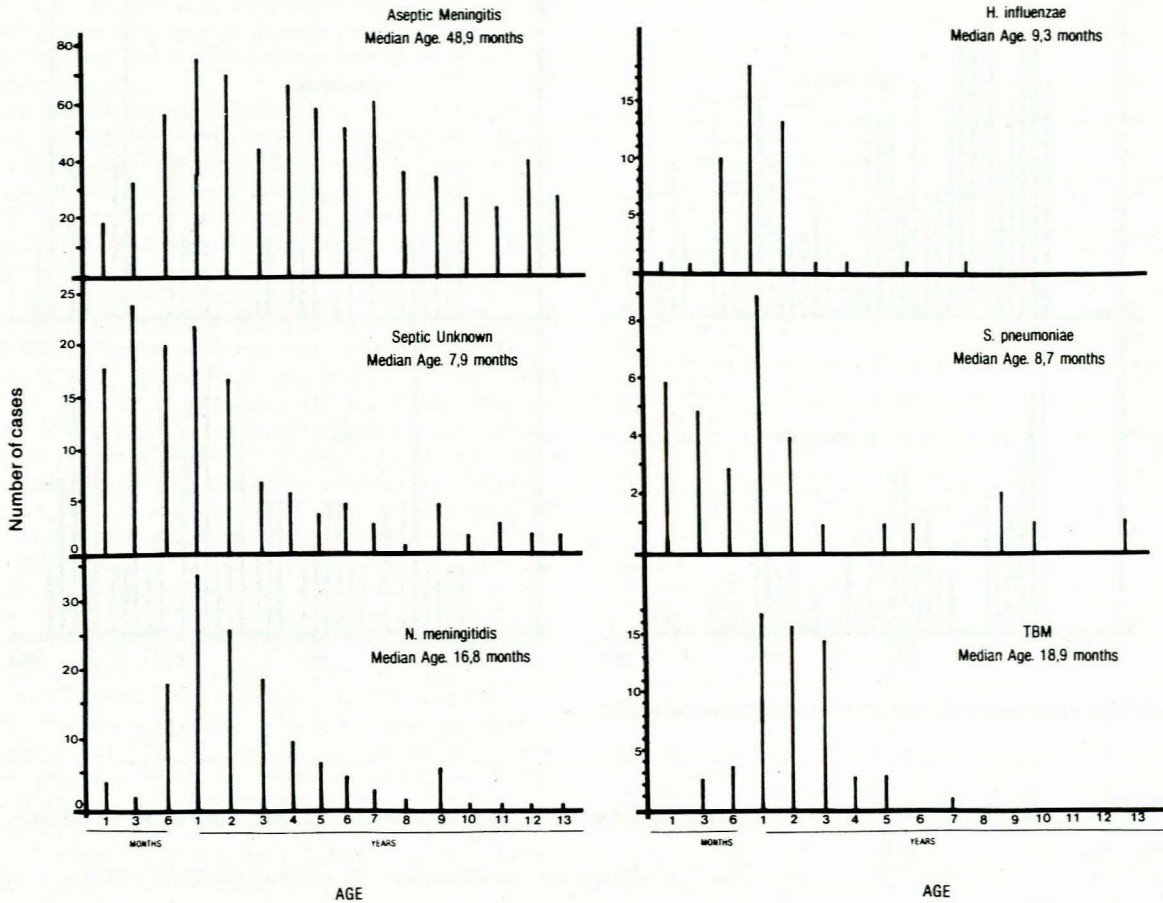 Aseptic Meningitis
Median Age. 48,9 months
80
60
40
20
Septic Unknown
Median Age. 7,9 months
25
20
15
10
5
0
N. meningitidis
Median Age. 16,8 months
30
20
10
0
1 3 6 1 2 3 4 5 6 7 8 9 10 11 12 13
MONTHS YEARS
AGE
Number of cases
H. influenzae
Median Age. 9,3 months
15
10
5
S. pneumoniae
Median Age. 8,7 months
8
6
4
2
TBM
Median Age. 18,9 months
15
10
5
1 3 6 1 2 3 4 5 6 7 8 9 10 11 12 13
MONTHS YEARS
AGE